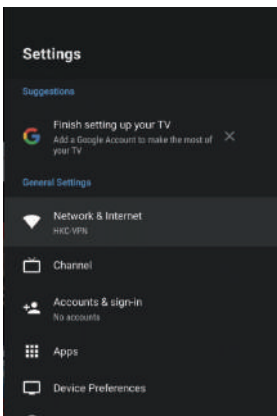 Settings
Suggestions
Finish setting up your TV
Add a Google Account to make the most of
your TV
General Settings
Network & Internet
HKC-VPN
Channel
Accounts & sign-in
No accounts
Apps
Device Preferences